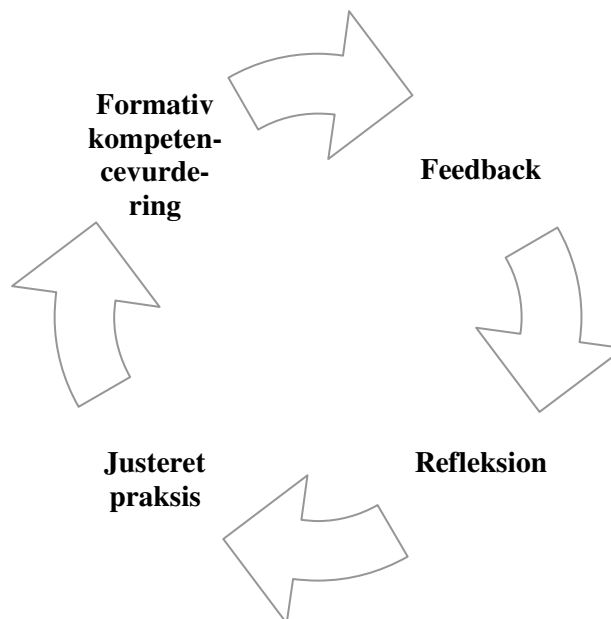 Formativ
kompeten-
cevurde-
ring
Feedback
Refleksion
Justeret
praksis